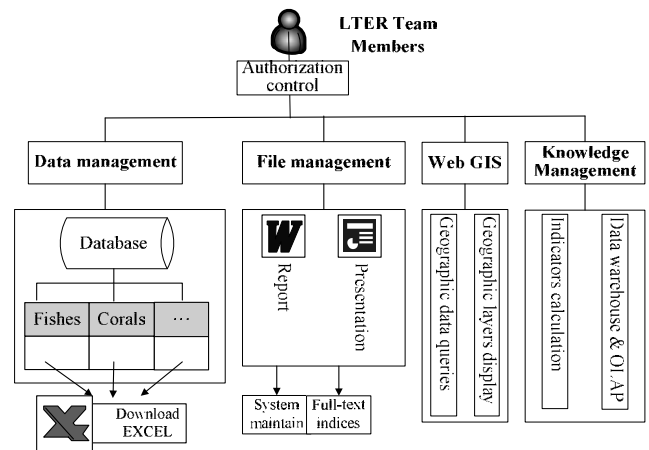 LTER Team
Members
Authorization
control
Data management
File management
Web GIS
Knowledge
Management
Database
Fishes
Corals
...
Download
EXCEL
W
Report
Presentation
System
maintain
Full-text
indices
Geographic data queries
Geographic layers display
Indicators calculation
Data warehouse & OLAP